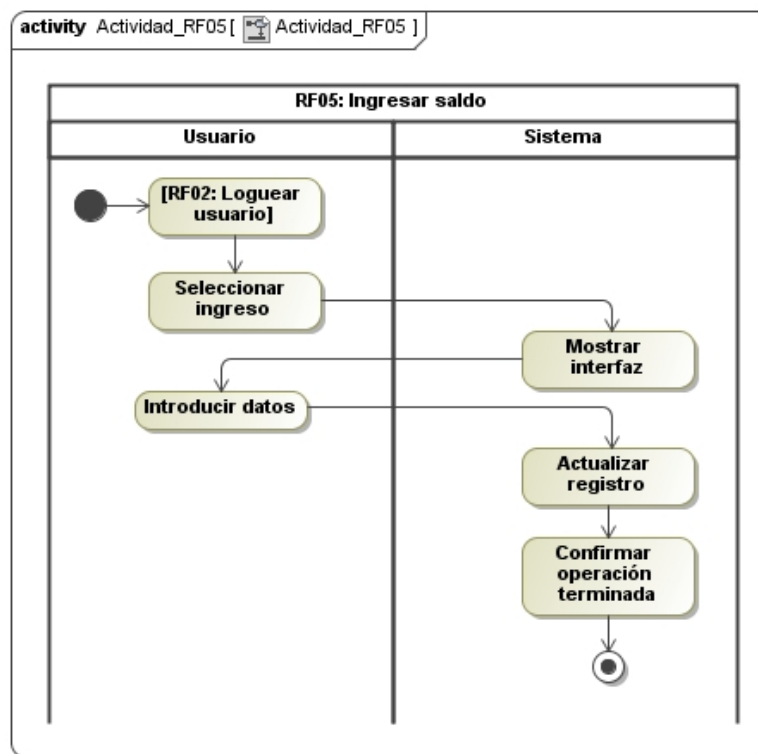 activity Actividad_RF05[ Actividad_RF05 ]
RF05: Ingresar saldo
Usuario
Sistema
[RF02: Loguear
usuario]
Seleccionar
ingreso
Mostrar
interfaz
Introducir datos
Actualizar
registro
Confirmar
operación
terminada